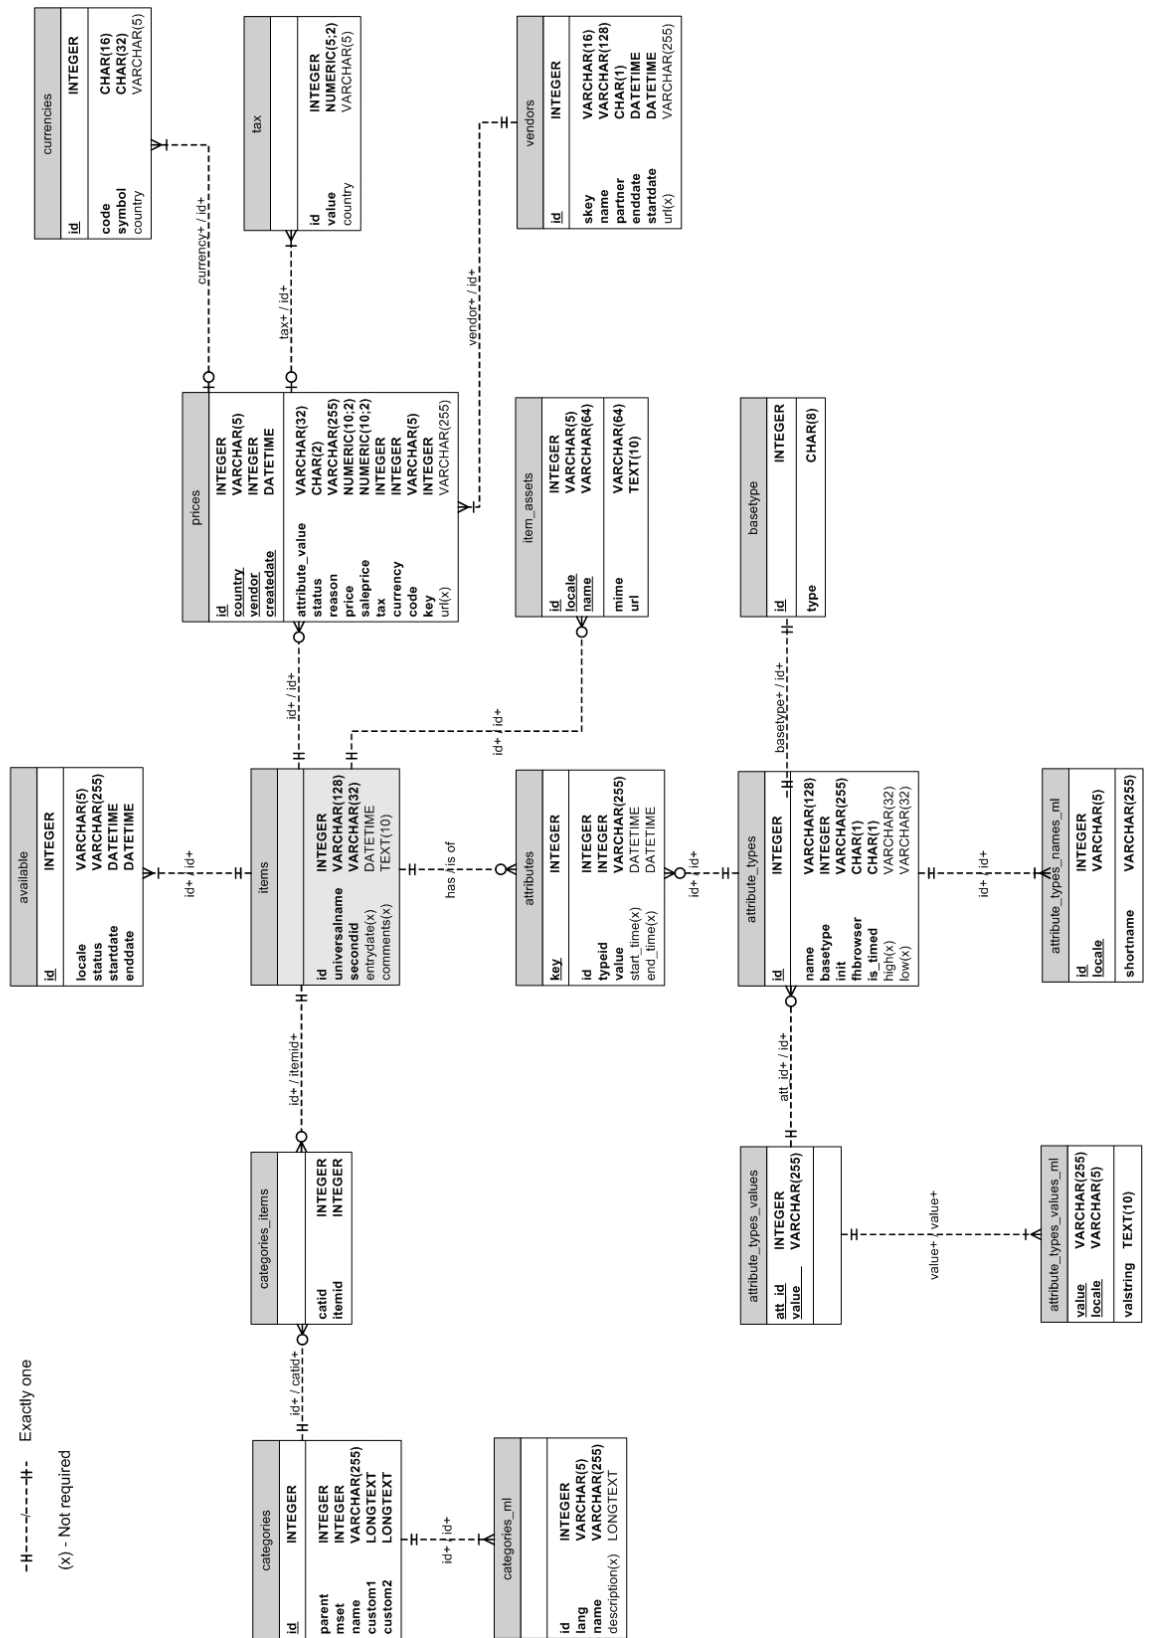 Exactly one
(x) - Not required
categories
id INTEGER
parent INTEGER
mset INTEGER
name VARCHAR(255)
custom1 LONGTEXT
custom2 LONGTEXT
id+ / id+
categories_ml
id INTEGER
lang VARCHAR(5)
name VARCHAR(255)
description(x) LONGTEXT
id+ / catid+
categories_items
catid INTEGER
itemid INTEGER
id+ / itemid+
attribute_types_values
att_id INTEGER
value VARCHAR(255)
value+ / value+
attribute_types_values_ml
value VARCHAR(255)
locale VARCHAR(5)
valstring TEXT(10)
att_id+ / id+
available
id INTEGER
locale VARCHAR(5)
status VARCHAR(255)
startdate DATETIME
enddate DATETIME
id+ / id+
items
id INTEGER
universalname VARCHAR(128)
secondid VARCHAR(32)
entrydate(x) DATETIME
comments(x) TEXT(10)
has / is of
attributes
key INTEGER
id INTEGER
typeid INTEGER
value VARCHAR(255)
start_time(x) DATETIME
end_time(x) DATETIME
id+ / id+
attribute_types
id INTEGER
name VARCHAR(128)
basetype INTEGER
init VARCHAR(255)
fhbrowser CHAR(1)
is_timed CHAR(1)
high(x) VARCHAR(32)
low(x) VARCHAR(32)
id+ / id+
attribute_types_names_ml
id INTEGER
locale VARCHAR(5)
shortname VARCHAR(255)
id+ / id+
id+ / id+
basetype+ / id+
prices
id INTEGER
country VARCHAR(5)
vendor INTEGER
createdate DATETIME
attribute_value VARCHAR(32)
status CHAR(2)
reason VARCHAR(255)
price NUMERIC(10;2)
saleprice NUMERIC(10;2)
tax INTEGER
currency INTEGER
code VARCHAR(5)
key INTEGER
url(x) VARCHAR(255)
item_assets
id INTEGER
locale VARCHAR(5)
name VARCHAR(64)
mime VARCHAR(64)
url TEXT(10)
basetype
id INTEGER
type CHAR(8)
currency+ / id+
tax+ / id+
vendor+ / id+
currencies
id INTEGER
code CHAR(16)
symbol CHAR(32)
country VARCHAR(5)
tax
id INTEGER
value NUMERIC(5;2)
country VARCHAR(5)
vendors
id INTEGER
skey VARCHAR(16)
name VARCHAR(128)
partner CHAR(1)
enddate DATETIME
startdate DATETIME
url(x) VARCHAR(255)